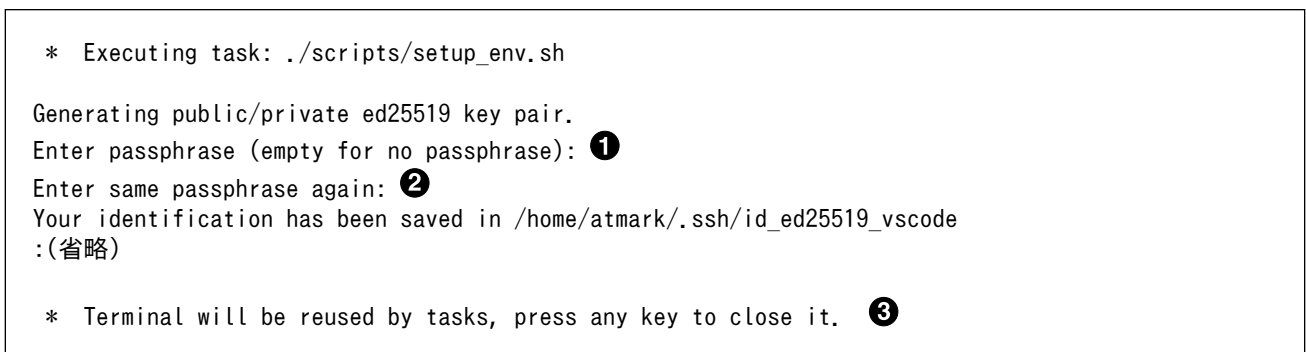 * Executing task: ./scripts/setup_env.sh
Generating public/private ed25519 key pair.
Enter passphrase (empty for no passphrase): ❶
Enter same passphrase again: ❷
Your identification has been saved in /home/atmark/.ssh/id_ed25519_vscode
:(省略)
* Terminal will be reused by tasks, press any key to close it. ❸